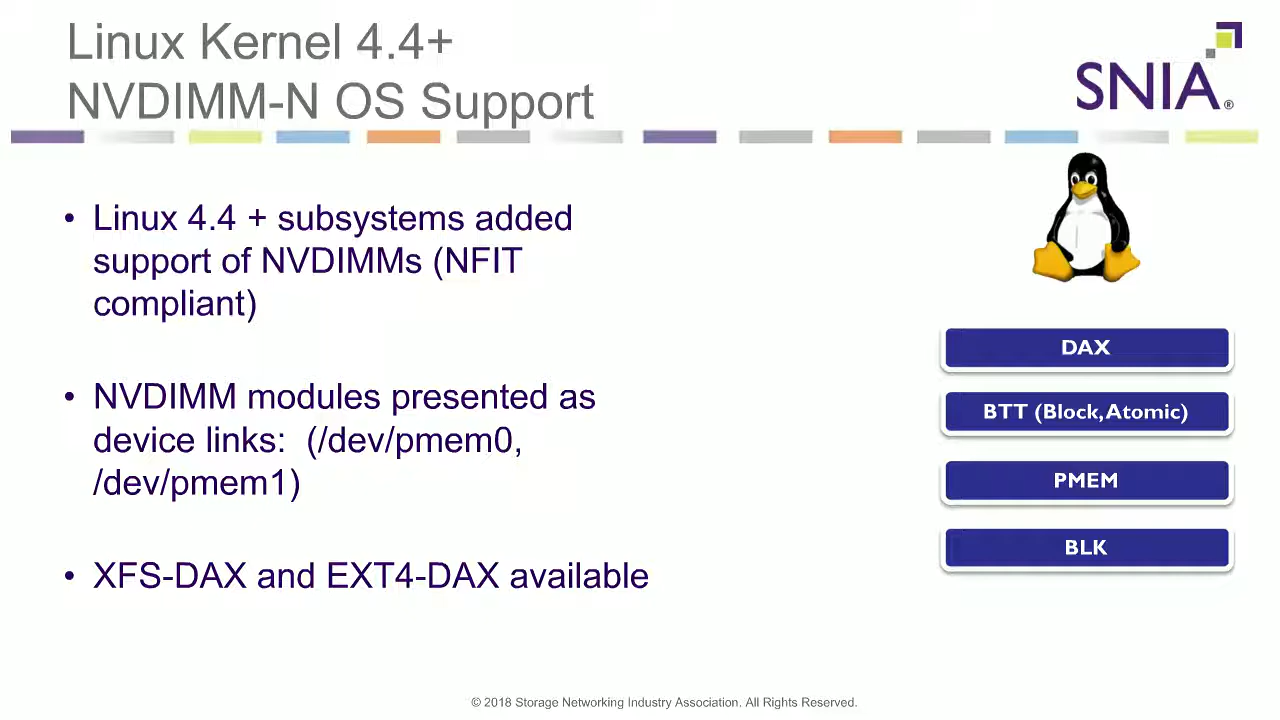 Linux Kernel 4.4+
NVDIMM-N OS Support
SNIA®
• Linux 4.4 + subsystems added
support of NVDIMMs (NFIT
compliant)
• NVDIMM modules presented as
device links:  (/dev/pmem0,
/dev/pmem1)
• XFS-DAX and EXT4-DAX available
DAX
BTT (Block, Atomic)
PMEM
BLK
© 2018 Storage Networking Industry Association. All Rights Reserved.